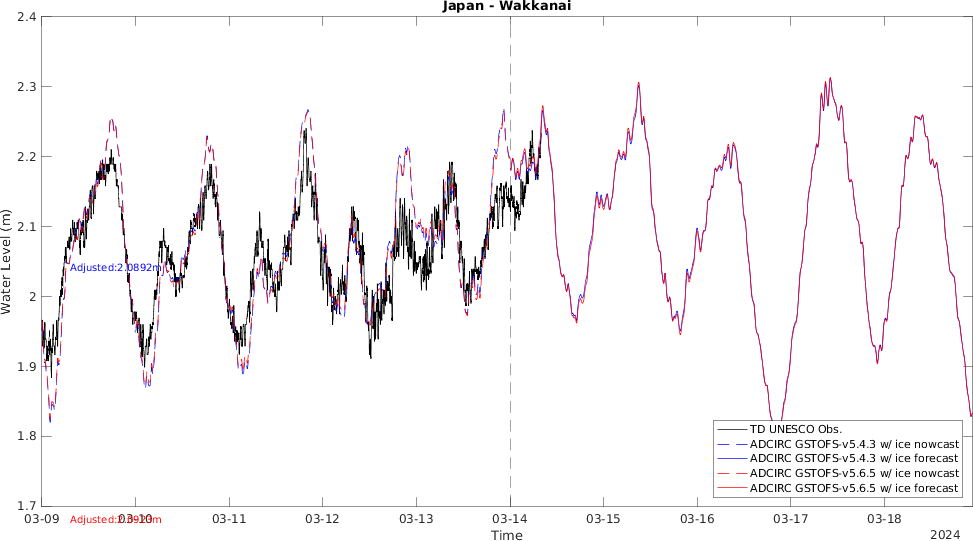 Japan - Wakkanai
Water Level (m)
2.4
2.3
2.2
2.1
2
1.9
1.8
1.7
Adjusted:2.0892m
TD UNESCO Obs.
ADCIRC GSTOFS-v5.4.3 w/ ice nowcast
ADCIRC GSTOFS-v5.4.3 w/ ice forecast
ADCIRC GSTOFS-v5.6.5 w/ ice nowcast
ADCIRC GSTOFS-v5.6.5 w/ ice forecast
03-09 03-10 03-11 03-12 03-13 03-14 03-15 03-16 03-17 03-18
Time
2024